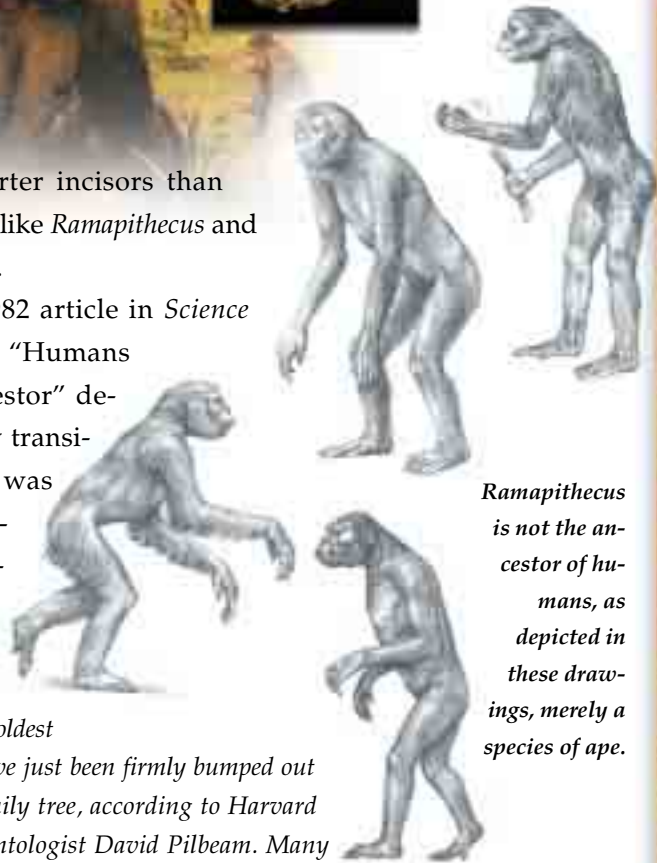 rter incisors than
like Ramapithecus and
82 article in Science
“Humans
estor” de-
transi-
was
-
-
oldest
ve just been firmly bumped out
ily tree, according to Harvard
ntologist David Pilbeam. Many
Ramapithecus
is not the an-
cestor of hu-
mans, as
depicted in
these draw-
ings, merely a
species of ape.